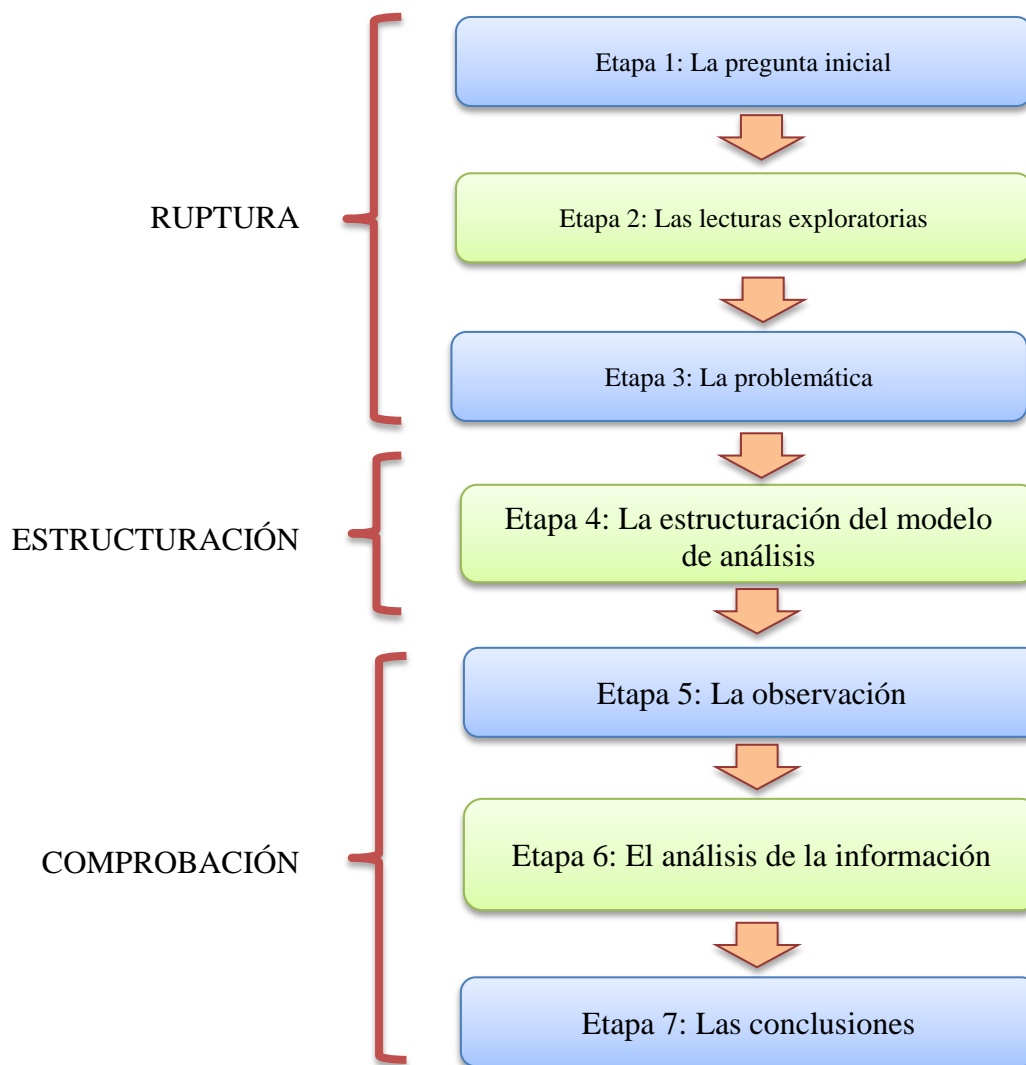 Etapa 1: La pregunta inicial
RUPTURA
Etapa 2: Las lecturas exploratorias
Etapa 3: La problemática
ESTRUCTURACIÓN
Etapa 4: La estructuración del modelo
de análisis
Etapa 5: La observación
COMPROBACIÓN
Etapa 6: El análisis de la información
Etapa 7: Las conclusiones